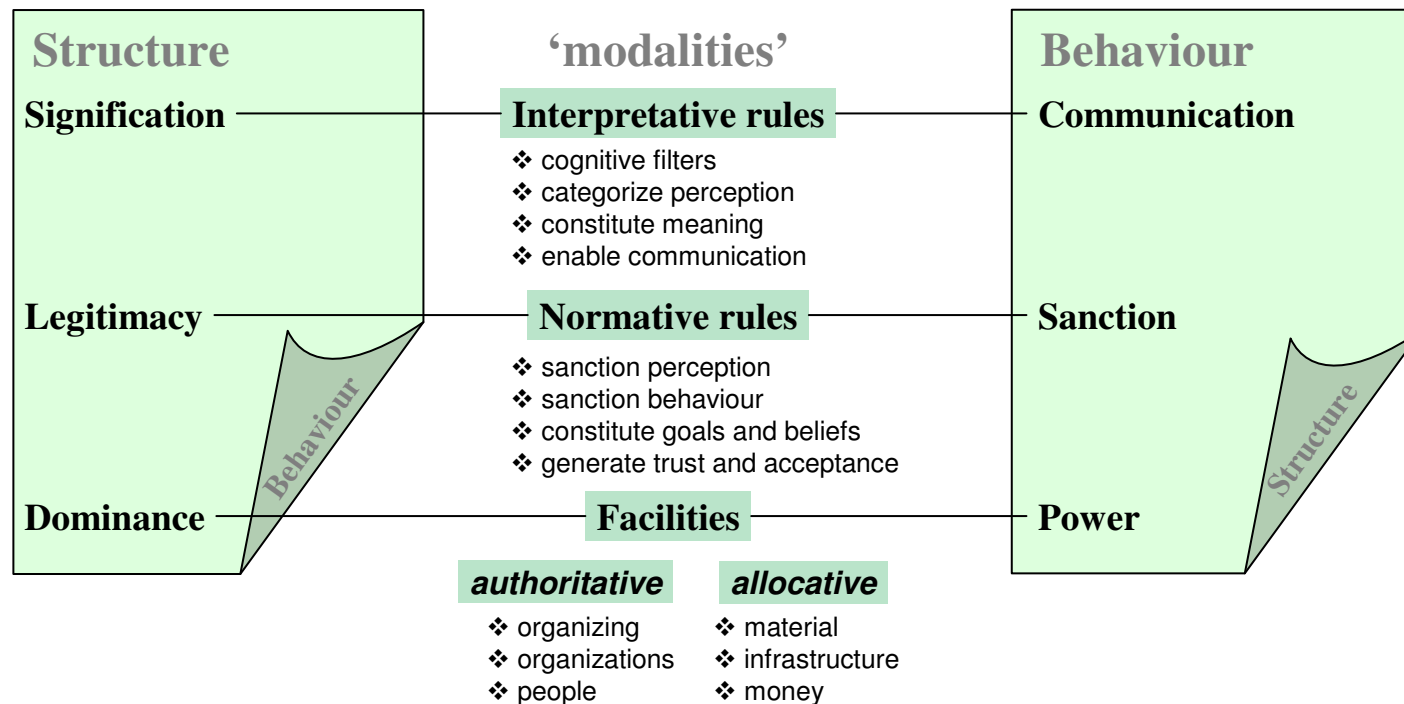 Structure ‘modalities’ Behaviour
Signification Interpretative rules Communication
❖ cognitive filters
❖ categorize perception
❖ constitute meaning
❖ enable communication
Legitimacy Normative rules Sanction
❖ sanction perception
❖ sanction behaviour
❖ constitute goals and beliefs
❖ generate trust and acceptance
Behaviour
Structure
Dominance Facilities Power
authoritative allocative
❖ organizing ❖ material
❖ organizations ❖ infrastructure
❖ people ❖ money